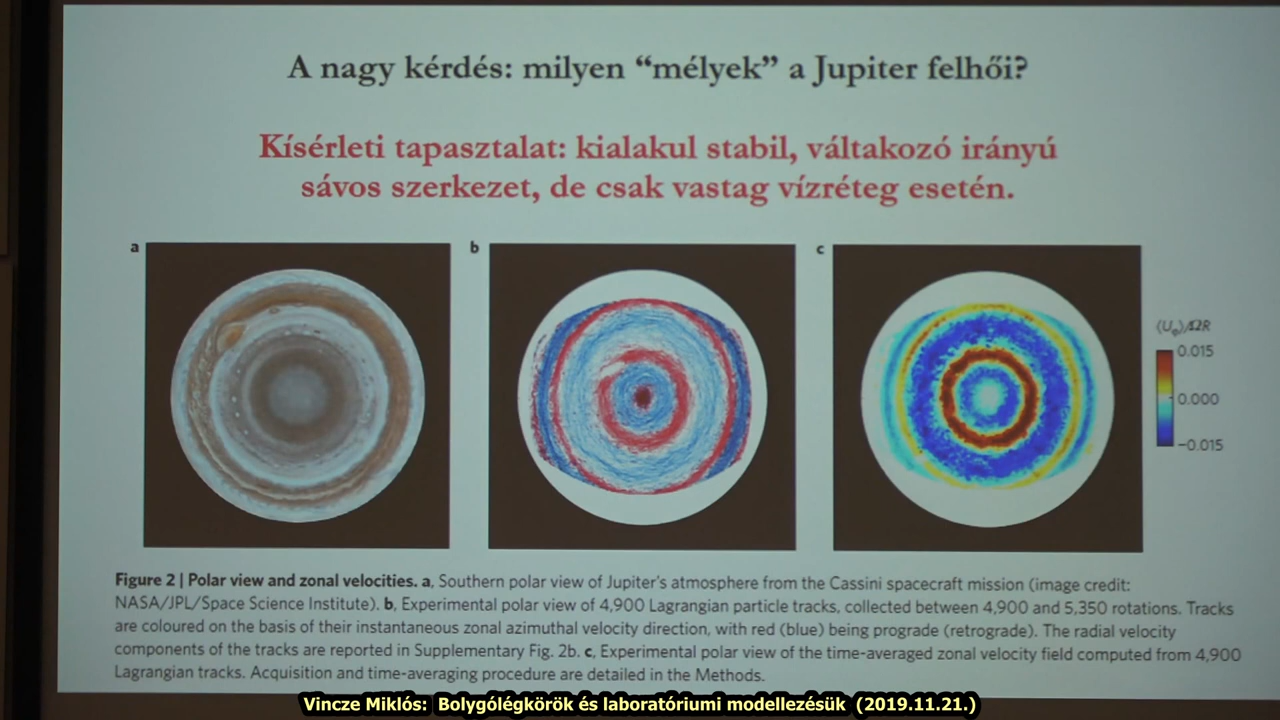 A nagy kérdés: milyen “mélyek” a Jupiter felhői?
Kísérleti tapasztalat: kialakul stabil, váltakozó irányú
sávos szerkezet, de csak vastag vízréteg esetén.
a
b
c
⟨Uφ⟩/ΩR
0.015
0.000
−0.015
Figure 2 | Polar view and zonal velocities. a, Southern polar view of Jupiter's atmosphere from the Cassini spacecraft mission (image credit:
NASA/JPL/Space Science Institute). b, Experimental polar view of 4,900 Lagrangian particle tracks, collected between 4,900 and 5,350 rotations. Tracks
are coloured on the basis of their instantaneous zonal azimuthal velocity direction, with red (blue) being prograde (retrograde). The radial velocity
components of the tracks are reported in Supplementary Fig. 2b. c, Experimental polar view of the time-averaged zonal velocity field computed from 4,900
Lagrangian tracks. Acquisition and time-averaging procedure are detailed in the Methods.
Vincze Miklós: Bolygólégkörök és laboratóriumi modellezésük (2019.11.21.)